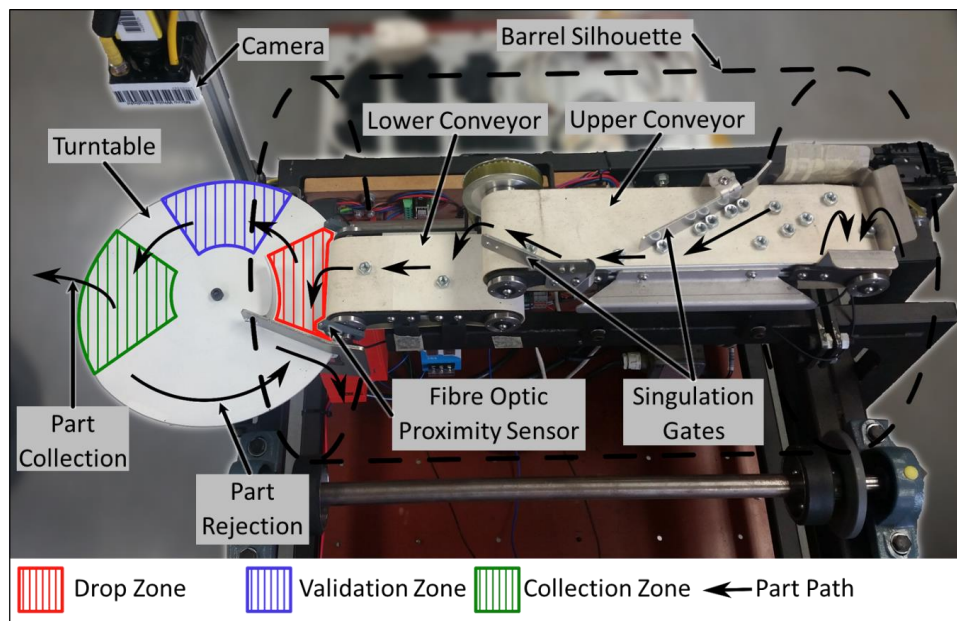 Camera
Barrel Silhouette
Turntable
Lower Conveyor
Upper Conveyor
Part
Collection
Fibre Optic
Proximity Sensor
Singulation
Gates
Part
Rejection
Drop Zone
Validation Zone
Collection Zone
Part Path